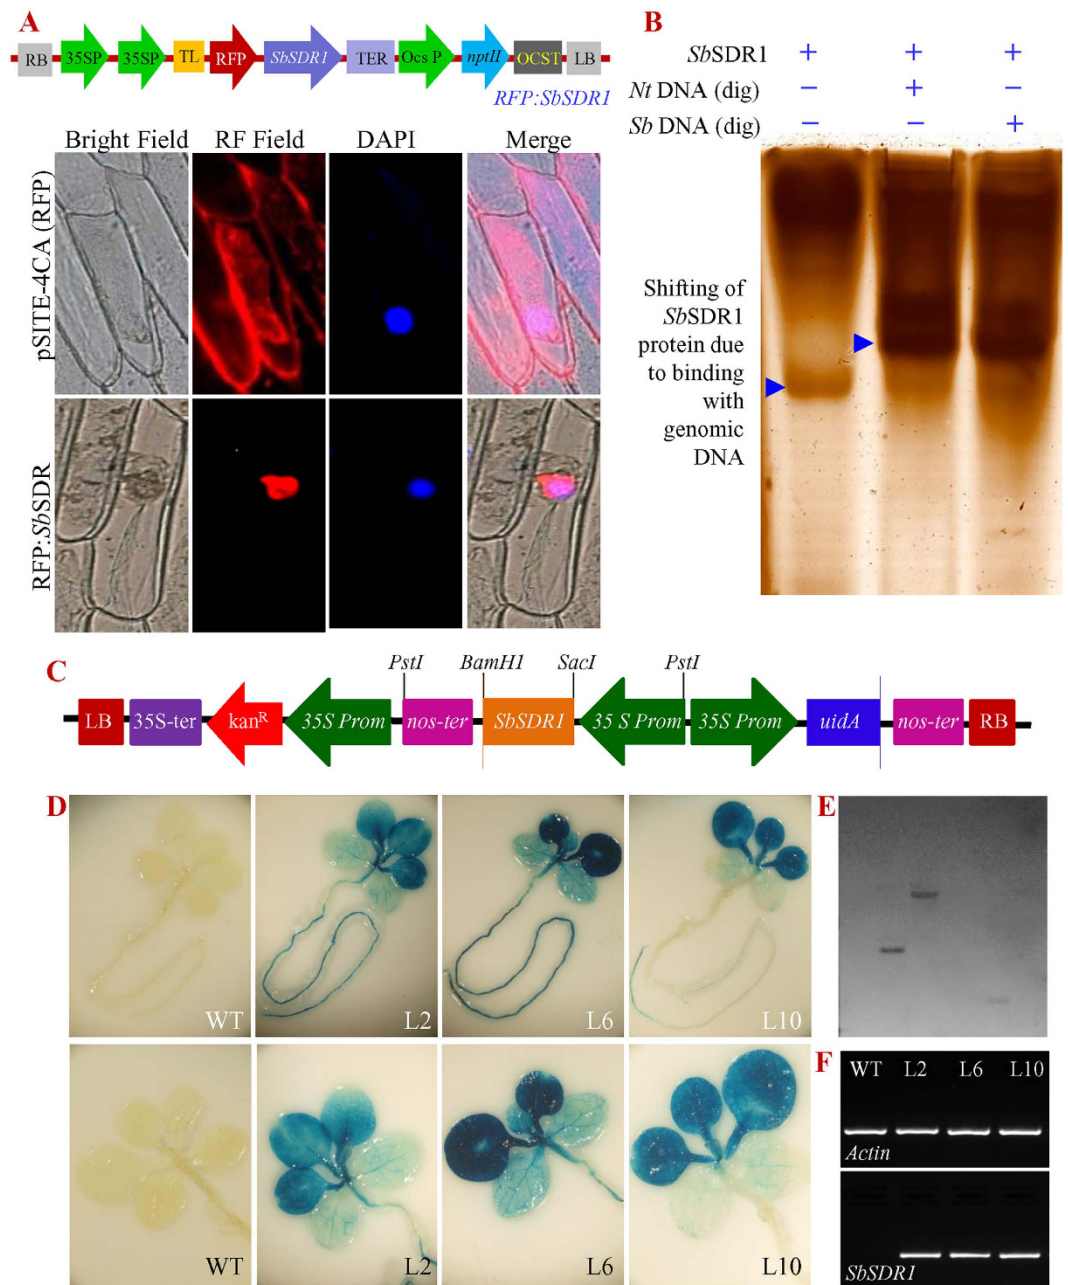 A
RB 35SP 35SP TL RFP SbSDR1 TER Ocs P nptII OCST LB
RFP:SbSDR1
Bright Field RF Field DAPI Merge
pSITE-4CA (RFP)
RFP:SbSDR
B
SbSDR1 + + +
Nt DNA (dig) − + −
Sb DNA (dig) − − +
Shifting of
SbSDR1
protein due
to binding
with
genomic
DNA
C
PstI BamH1 SacI PstI
LB 35S-ter kanR 35S Prom nos-ter SbSDR1 35 S Prom 35S Prom uidA nos-ter RB
D
WT L2 L6 L10
WT L2 L6 L10
E
F
WT L2 L6 L10
Actin
SbSDR1